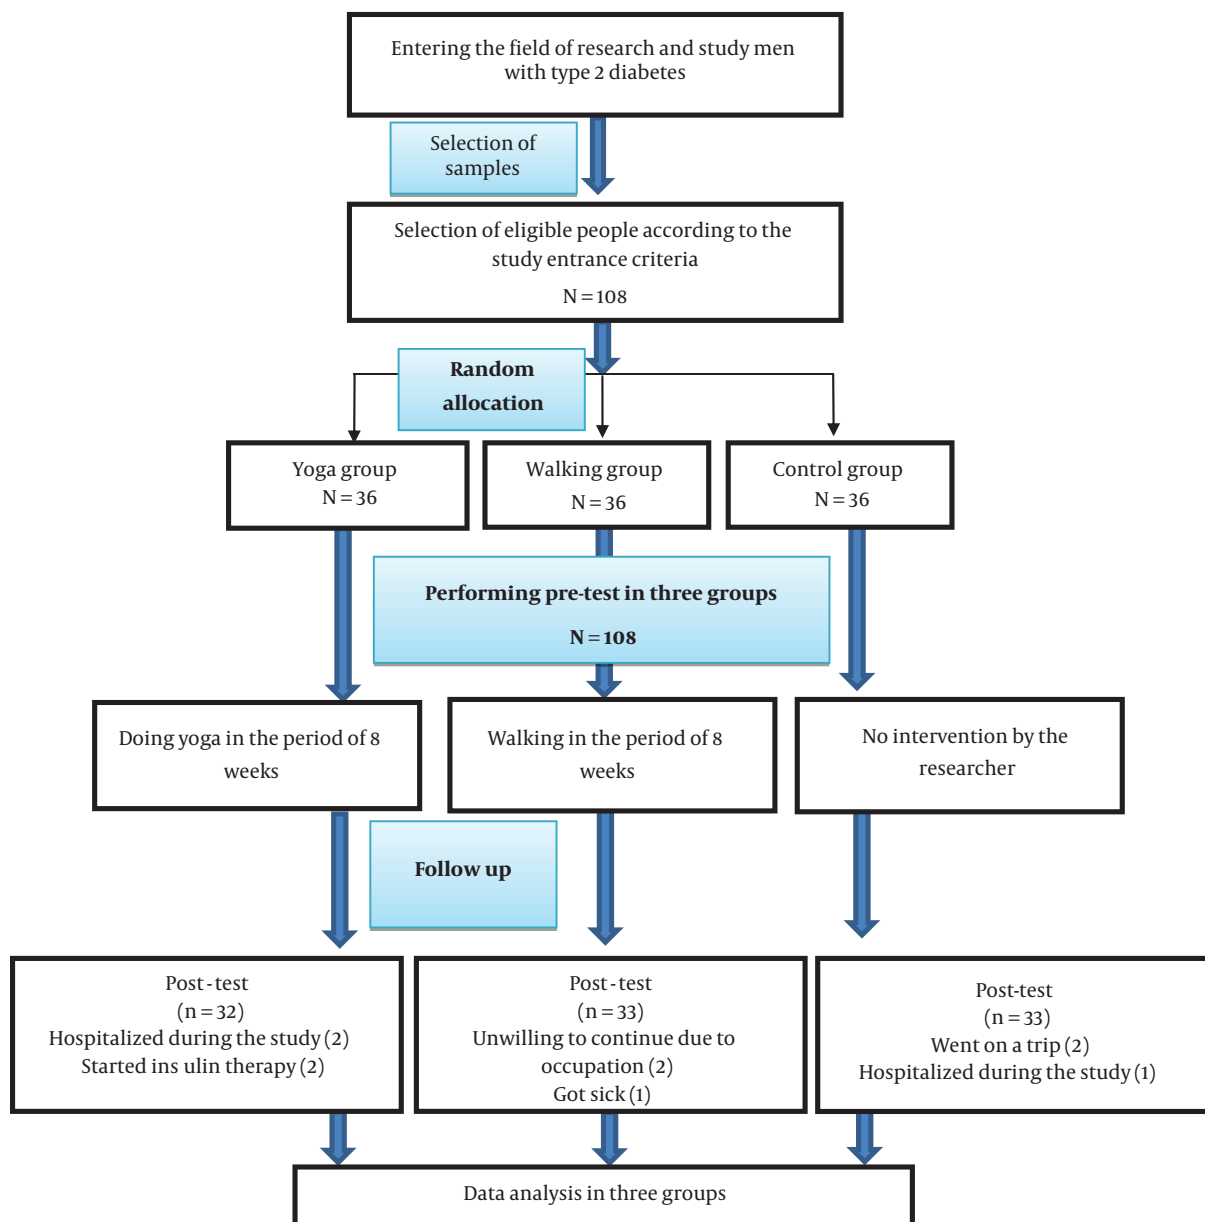 Entering the field of research and study men
with type 2 diabetes
Selection of
samples
Selection of eligible people according to the
study entrance criteria
N = 108
Random
allocation
Yoga group
N = 36
Walking group
N = 36
Control group
N = 36
Performing pre-test in three groups
N = 108
Doing yoga in the period of 8
weeks
Walking in the period of 8
weeks
No intervention by the
researcher
Follow up
Post-test
(n = 32)
Hospitalized during the study (2)
Started ins ulin therapy (2)
Post-test
(n = 33)
Unwilling to continue due to
occupation (2)
Got sick (1)
Post-test
(n = 33)
Went on a trip (2)
Hospitalized during the study (1)
Data analysis in three groups